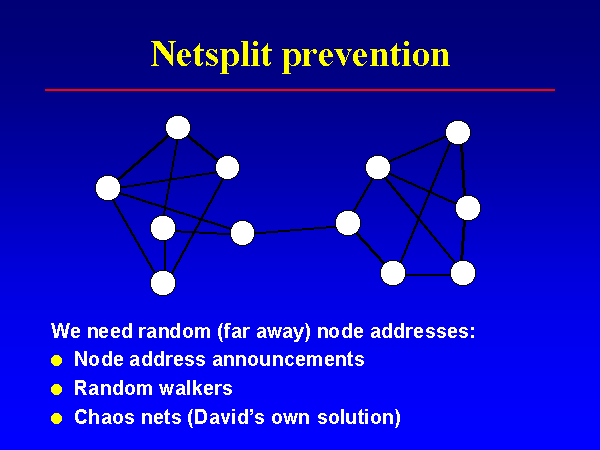 Netsplit prevention
We need random (far away) node addresses:
Node address announcements
Random walkers
Chaos nets (David's own solution)